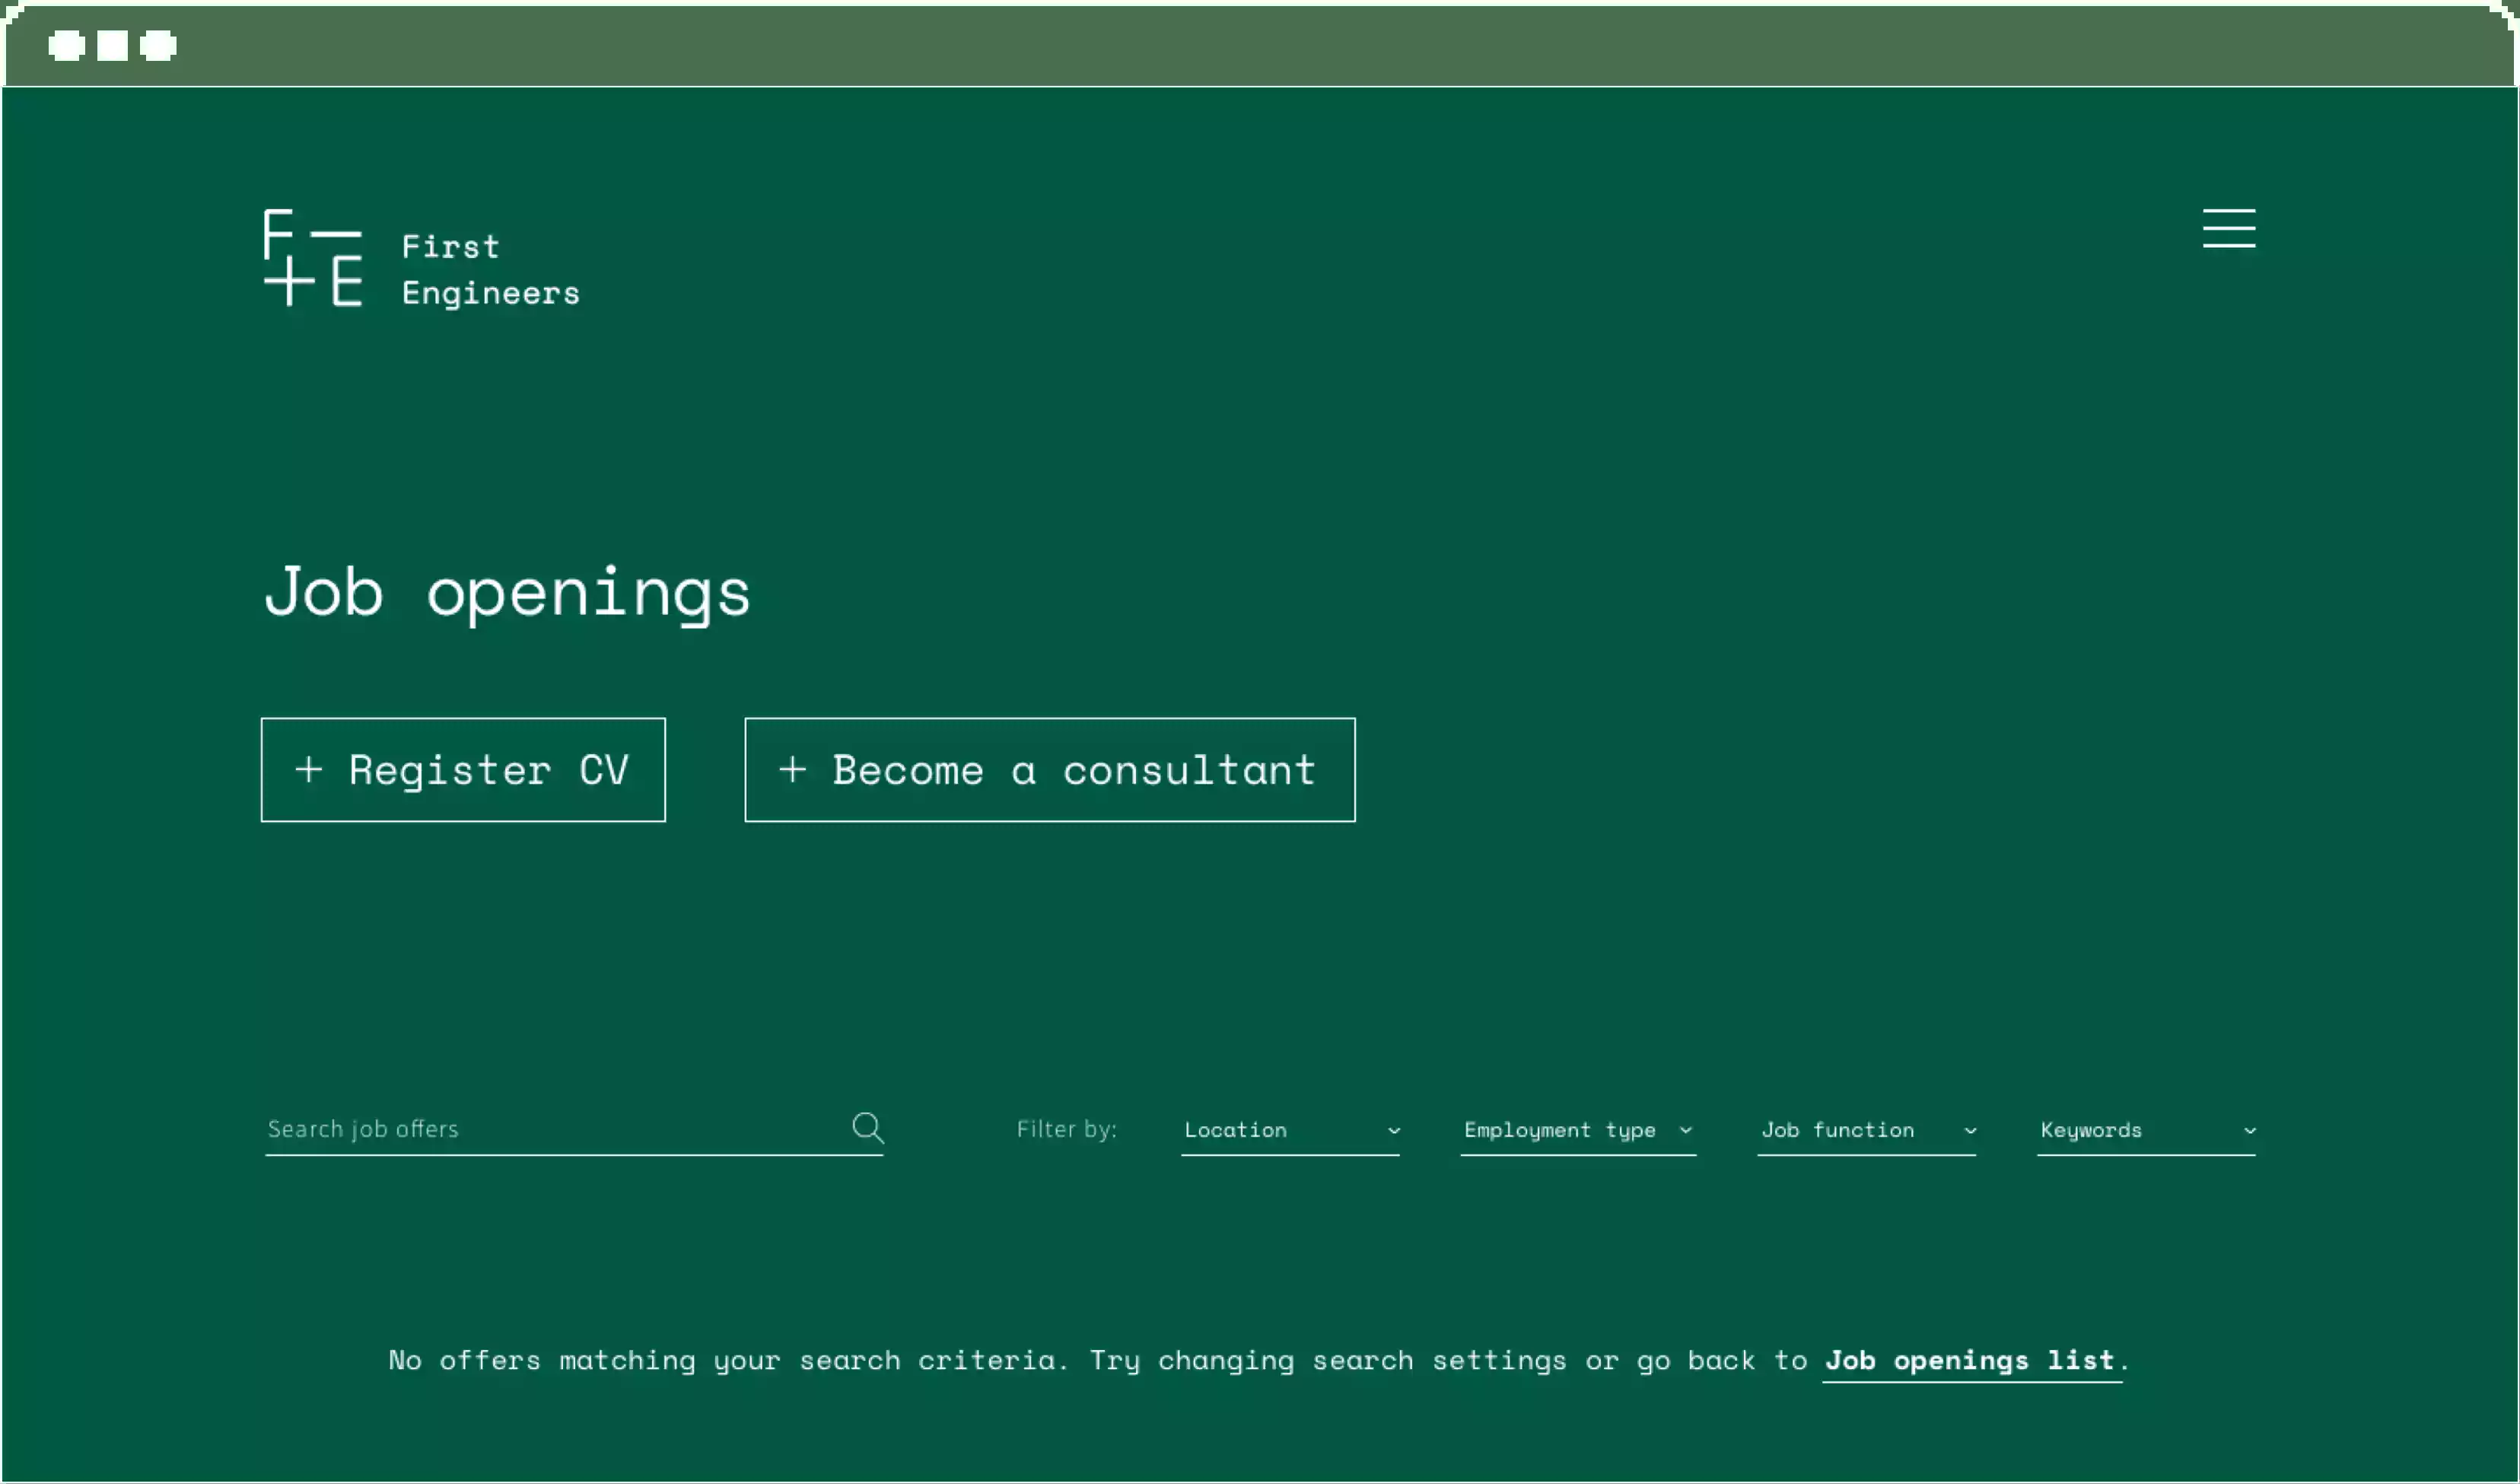 F
+ E
First
Engineers
Job openings
+ Register CV
+ Become a consultant
Search job offers
Filter by:
Location
Employment type
Job function
Keywords
No offers matching your search criteria. Try changing search settings or go back to Job openings list.